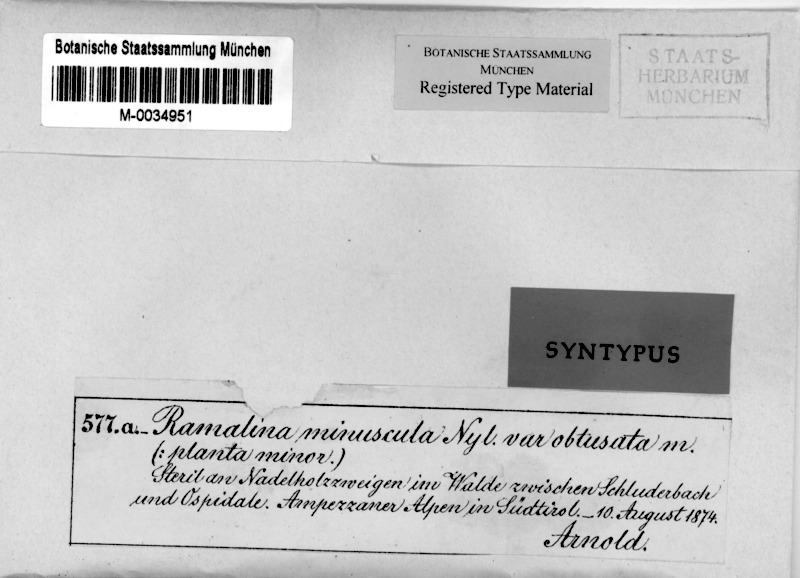 Botanische Staatssammlung München
M-0034951
BOTANISCHE STAATSSAMMLUNG
MÜNCHEN
Registered Type Material
STAATS-
HERBARIUM
MÜNCHEN
SYNTYPUS
577.a._ Ramalina minuscula Nyl. var obtusata m.
(: planta minor.)
Steril an Nadelholzzweigen im Walde zwischen Schluderbach
und Ospidale. Ampezzaner Alpen in Südtirol. _ 10. August 1874.
Arnold.